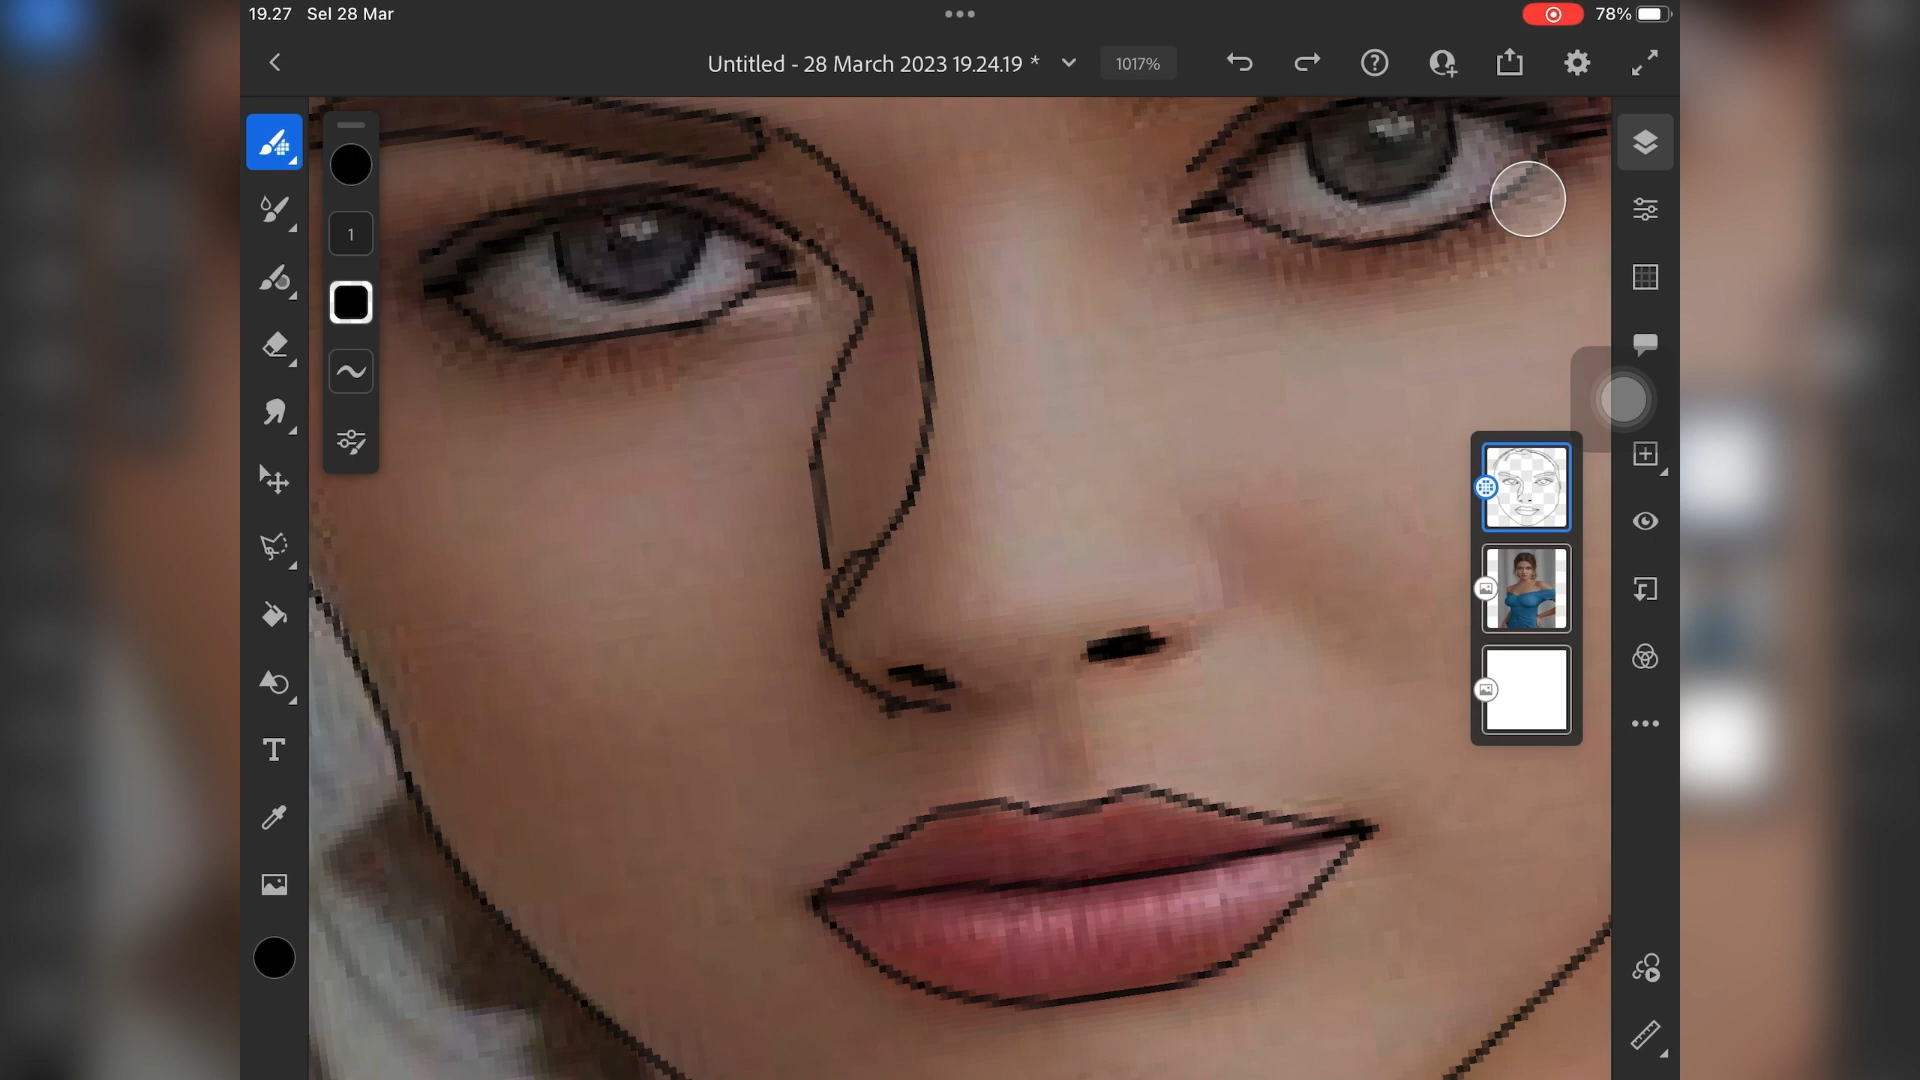 19.27 Sel 28 Mar
78%
Untitled - 28 March 2023 19.24.19 *
1017%
1
T